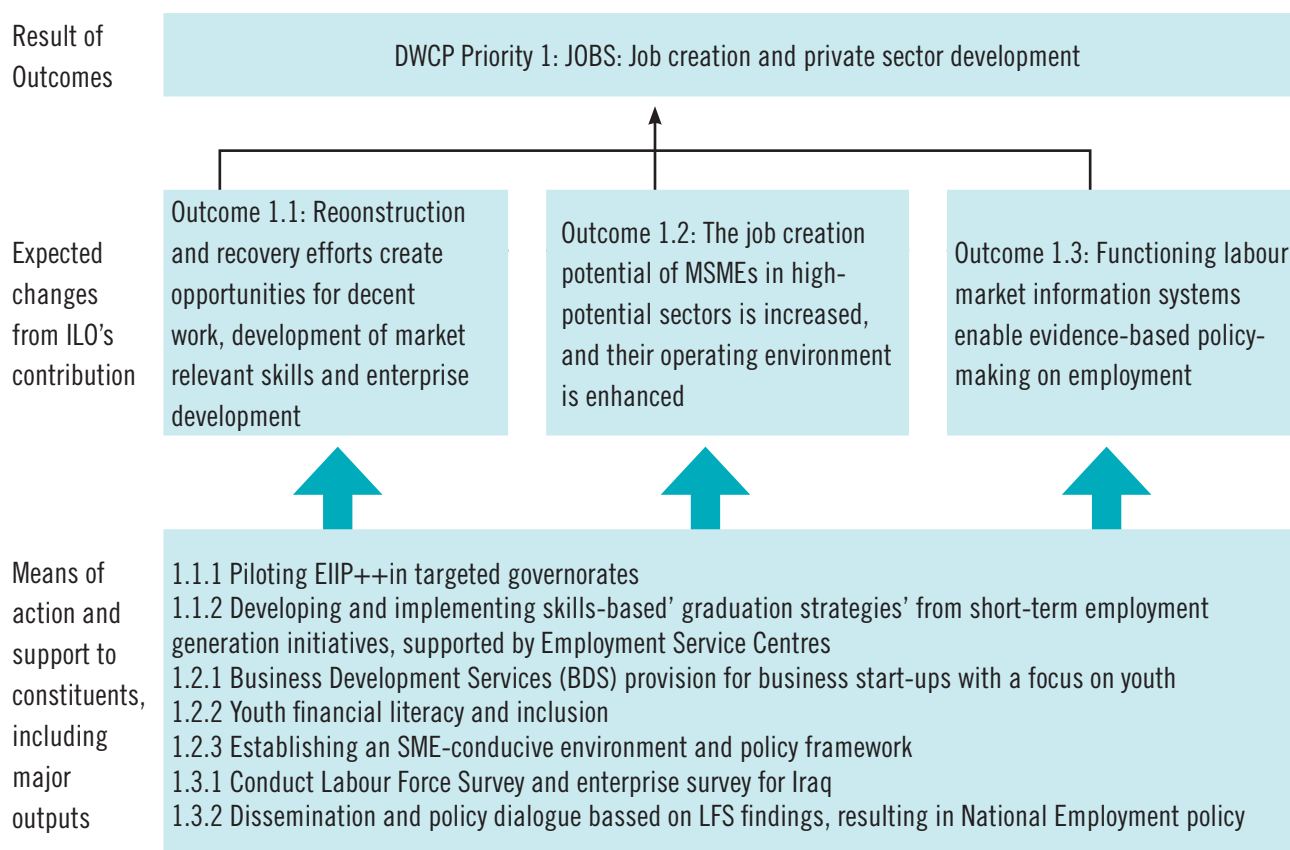 Result of
Outcomes
DWCP Priority 1: JOBS: Job creation and private sector development
Expected
changes
from ILO's
contribution
Outcome 1.1: Reoonstruction
and recovery efforts create
opportunities for decent
work, development of market
relevant skills and enterprise
development
Outcome 1.2: The job creation
potential of MSMEs in high-
potential sectors is increased,
and their operating environment
is enhanced
Outcome 1.3: Functioning labour
market information systems
enable evidence-based policy-
making on employment
Means of
action and
support to
constituents,
including
major
outputs
1.1.1 Piloting EIIP++in targeted governorates
1.1.2 Developing and implementing skills-based' graduation strategies' from short-term employment
generation initiatives, supported by Employment Service Centres
1.2.1 Business Development Services (BDS) provision for business start-ups with a focus on youth
1.2.2 Youth financial literacy and inclusion
1.2.3 Establishing an SME-conducive environment and policy framework
1.3.1 Conduct Labour Force Survey and enterprise survey for Iraq
1.3.2 Dissemination and policy dialogue bassed on LFS findings, resulting in National Employment policy